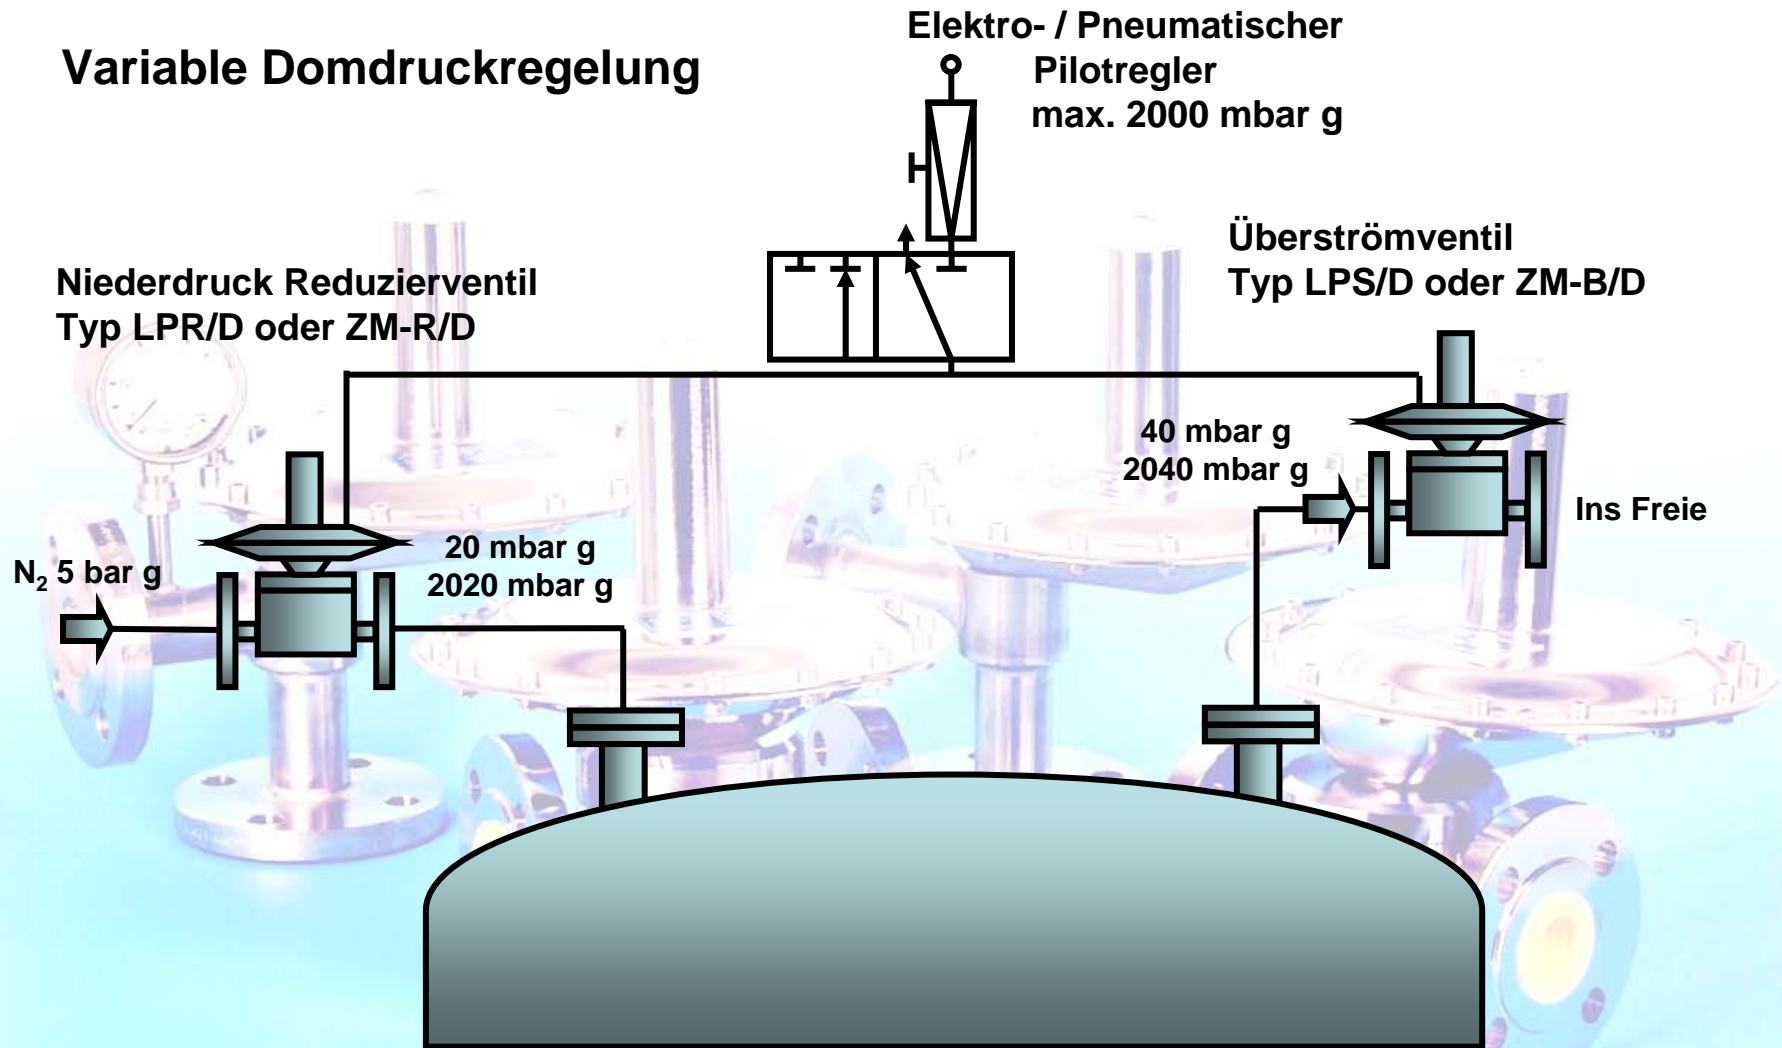 Variable Domdruckregelung
Elektro- / Pneumatischer
Pilotregler
max. 2000 mbar g
Niederdruck Reduzierventil
Typ LPR/D oder ZM-R/D
Überströmventil
Typ LPS/D oder ZM-B/D
40 mbar g
2040 mbar g
Ins Freie
20 mbar g
2020 mbar g
N₂ 5 bar g